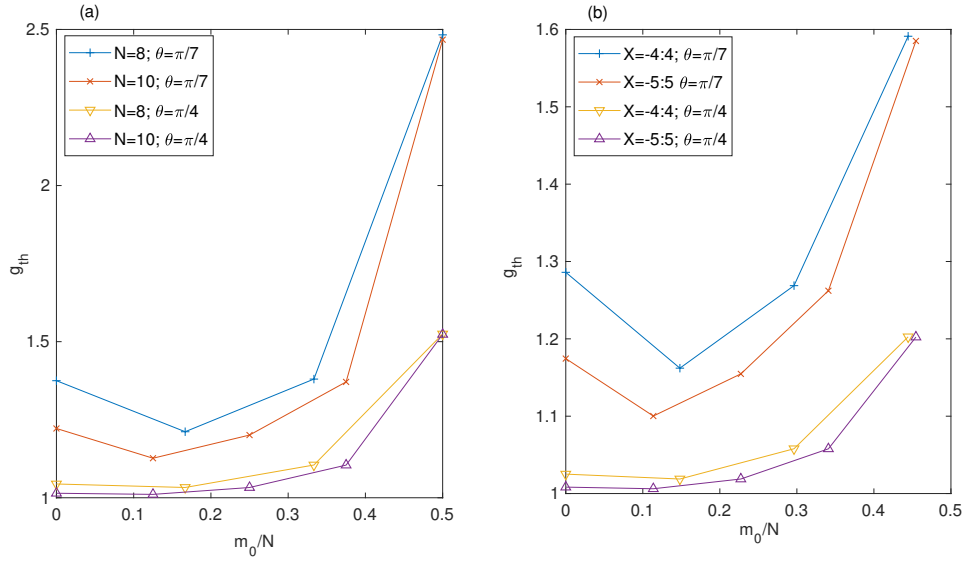 (a)
2.5
N=8; θ=π/7
N=10; θ=π/7
N=8; θ=π/4
N=10; θ=π/4
2
g_th
1.5
1
0 0.1 0.2 0.3 0.4 0.5
m_0/N
(b)
1.6
X=-4:4; θ=π/7
X=-5:5 θ=π/7
X=-4:4; θ=π/4
X=-5:5; θ=π/4
1.5
1.4
1.3
g_th
1.2
1.1
1
0 0.1 0.2 0.3 0.4 0.5
m_0/N